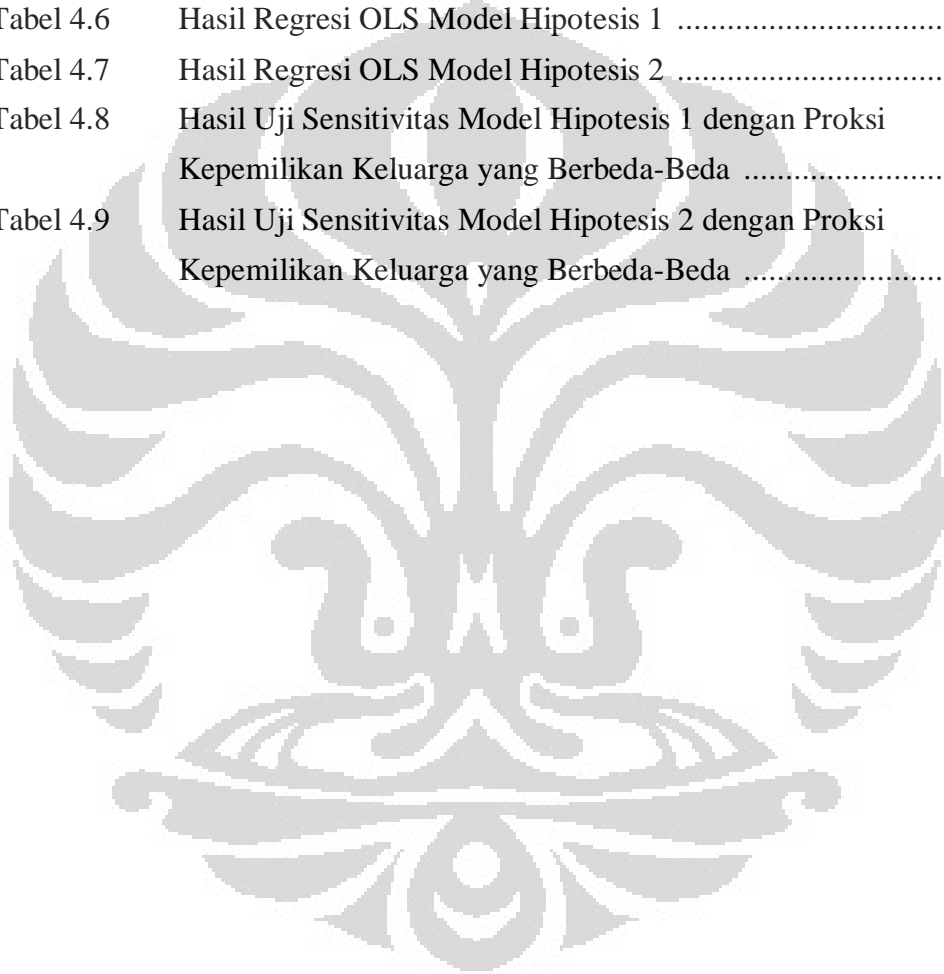 Tabel 4.6 Hasil Regresi OLS Model Hipotesis 1 ................................
Tabel 4.7 Hasil Regresi OLS Model Hipotesis 2 ................................
Tabel 4.8 Hasil Uji Sensitivitas Model Hipotesis 1 dengan Proksi
Kepemilikan Keluarga yang Berbeda-Beda ........................
Tabel 4.9 Hasil Uji Sensitivitas Model Hipotesis 2 dengan Proksi
Kepemilikan Keluarga yang Berbeda-Beda ........................